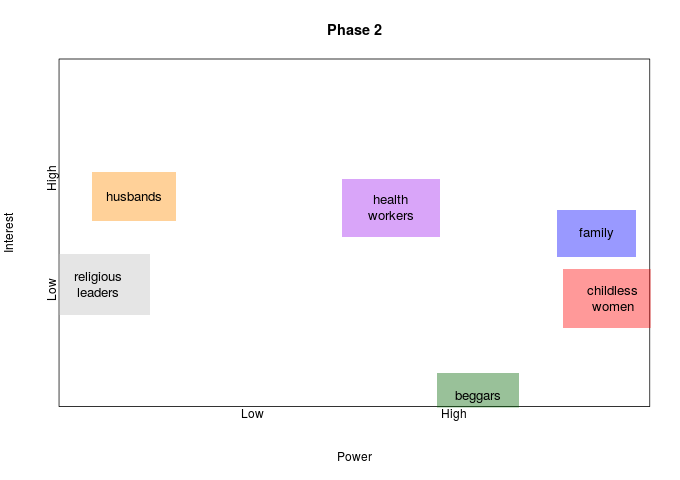 Phase 2
High
husbands
health
workers
Interest
family
religious
leaders
Low
childless
women
beggars
Low
High
Power